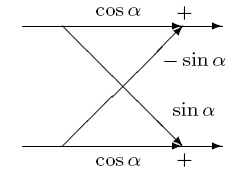 cos α +
− sin α
sin α
cos α +